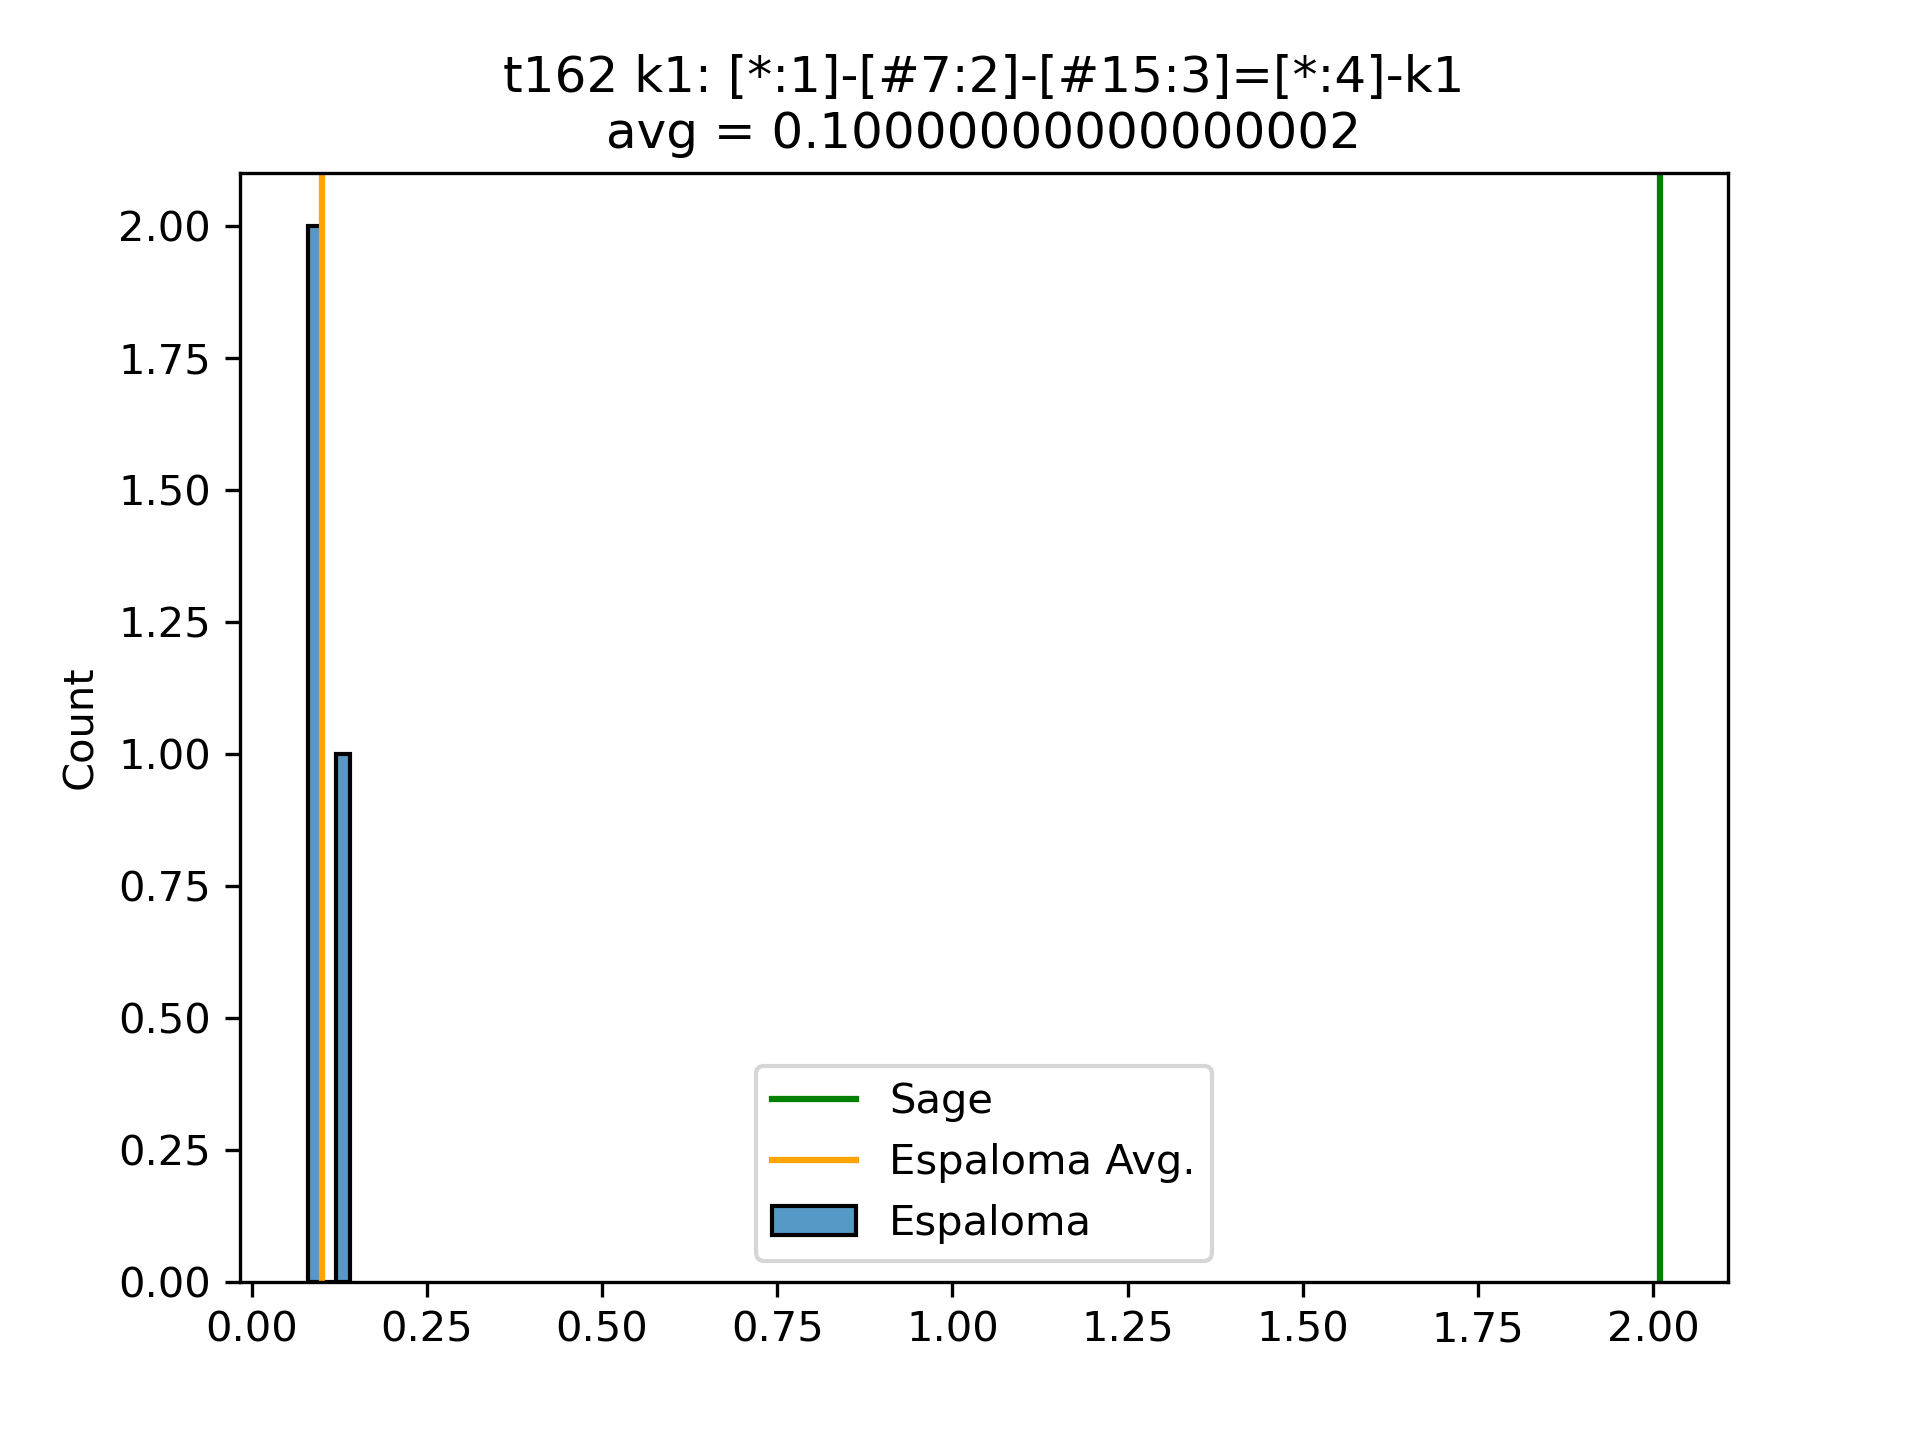 t162 k1: [*:1]-[#7:2]-[#15:3]=[*:4]-k1
avg = 0.10000000000000002
Count
2.00
1.75
1.50
1.25
1.00
0.75
0.50
0.25
0.00
Sage
Espaloma Avg.
Espaloma
0.00 0.25 0.50 0.75 1.00 1.25 1.50 1.75 2.00